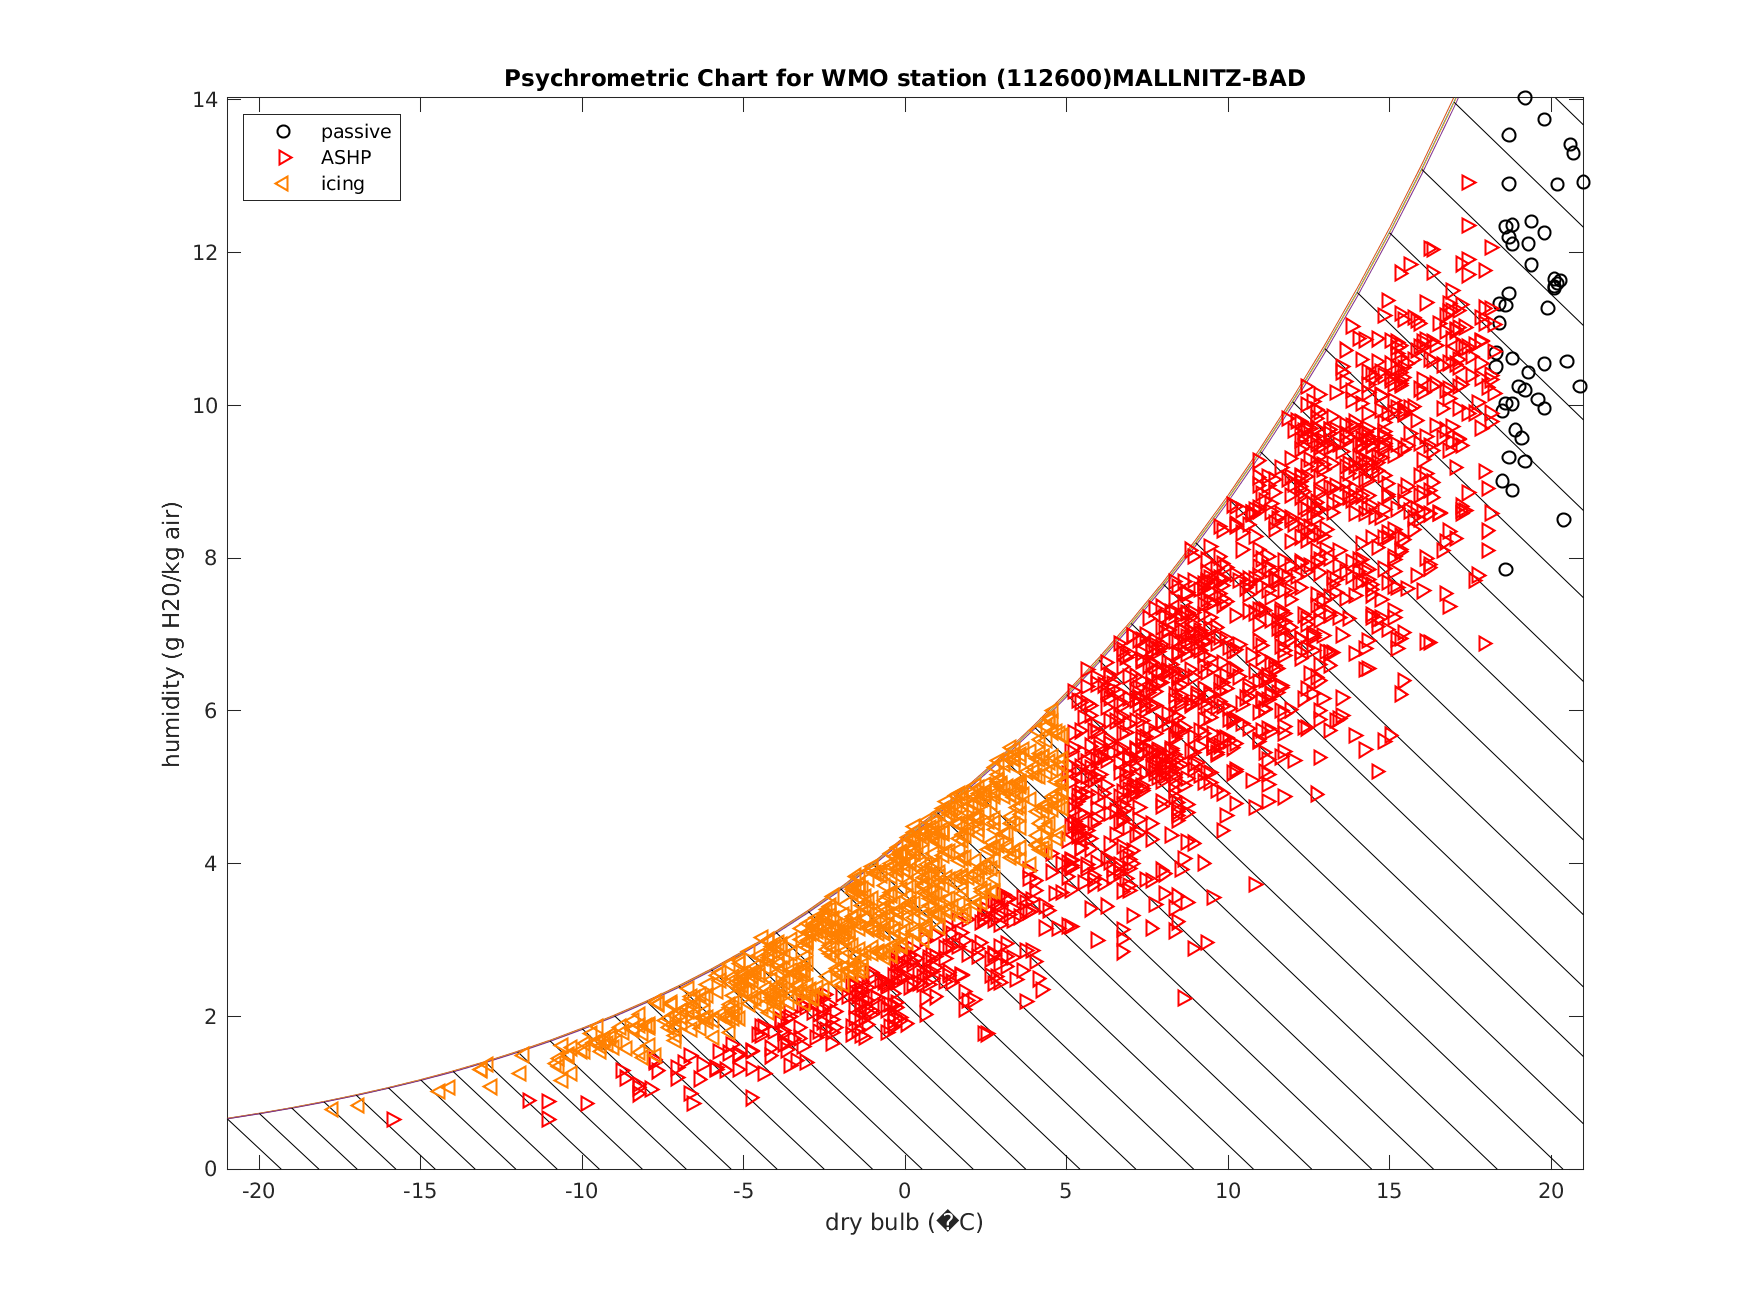 Psychrometric Chart for WMO station (112600)MALLNITZ-BAD
passive
ASHP
icing
14
12
10
8
6
4
2
0
humidity (g H20/kg air)
-20 -15 -10 -5 0 5 10 15 20
dry bulb (�C)